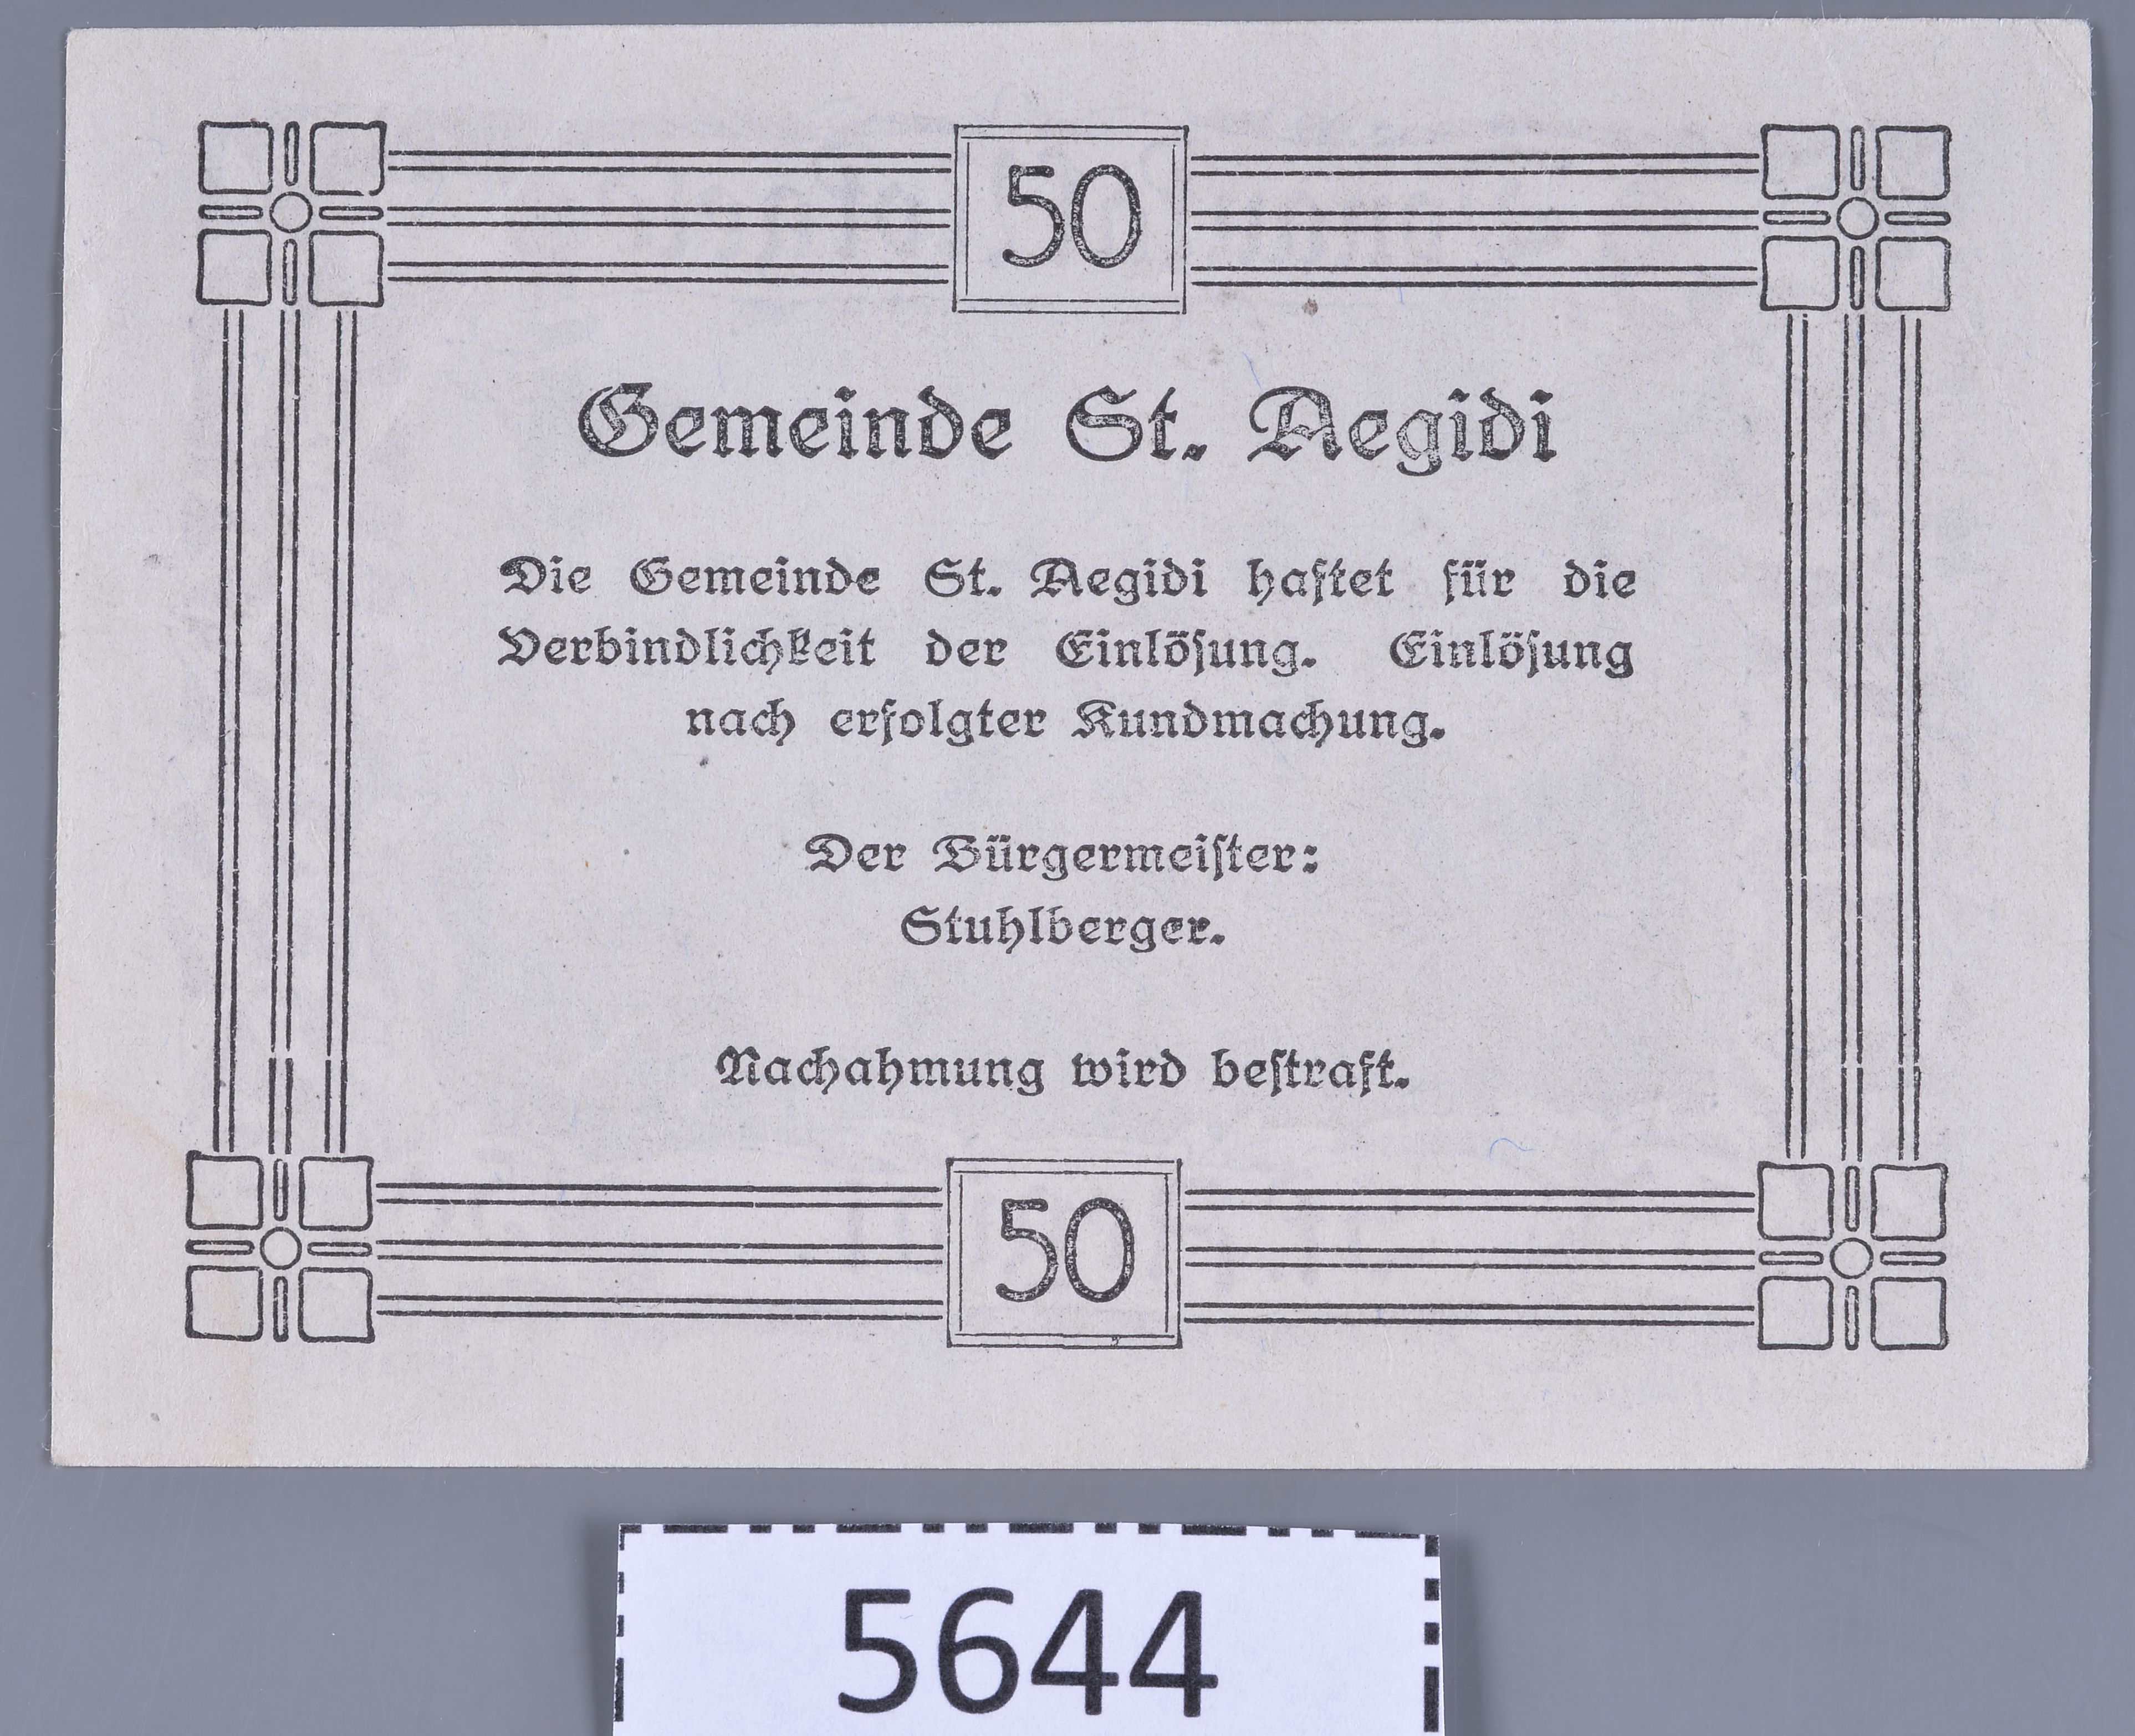 50
Gemeinde St. Aegidi
Die Gemeinde St. Aegidi haftet für die
Verbindlichkeit der Einlösung. Einlösung
nach erfolgter Kundmachung.
Der Bürgermeister:
Stuhlberger.
Nachahmung wird bestraft.
50
5644